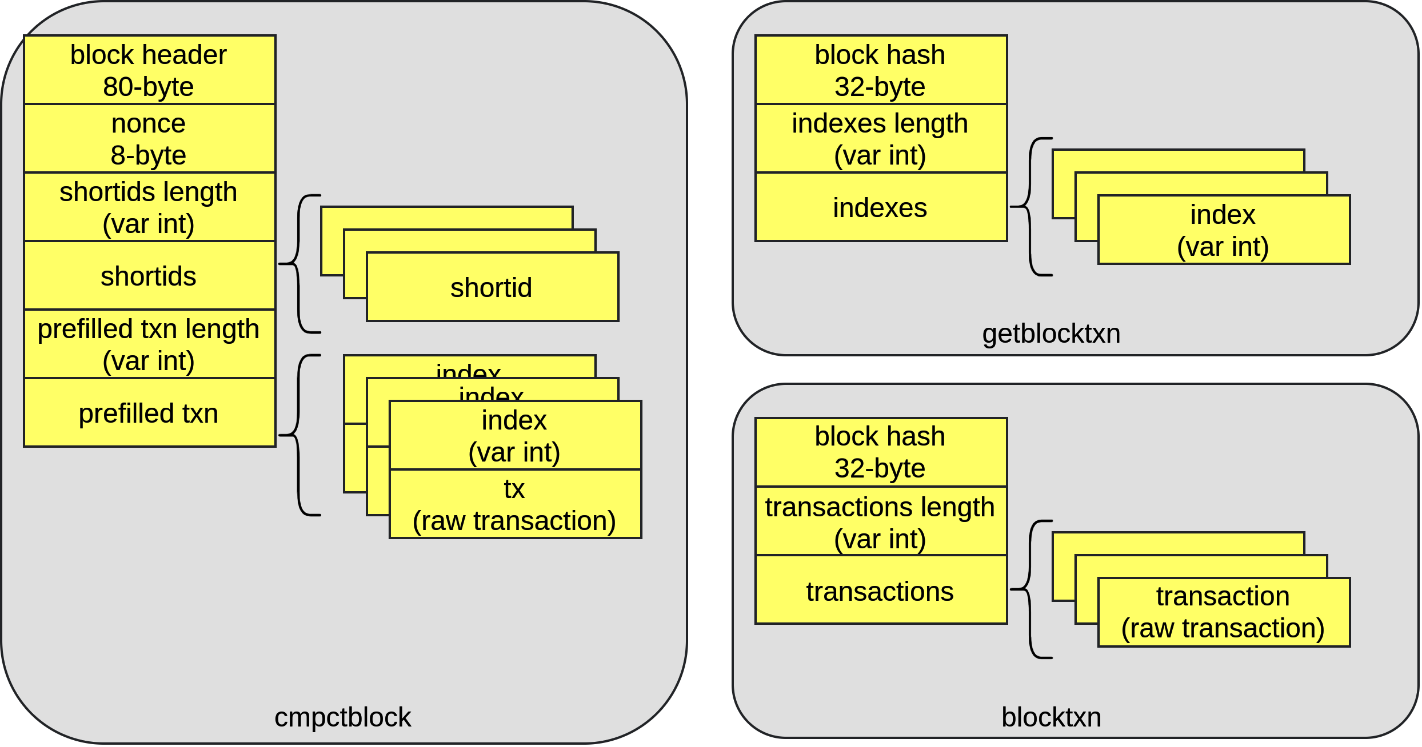 block header
80-byte
nonce
8-byte
shortids length
(var int)
shortids
prefilled txn length
(var int)
prefilled txn
shortid
index
index
index
(var int)
tx
(raw transaction)
cmpctblock
block hash
32-byte
indexes length
(var int)
indexes
index
(var int)
getblocktxn
block hash
32-byte
transactions length
(var int)
transactions
transaction
(raw transaction)
blocktxn